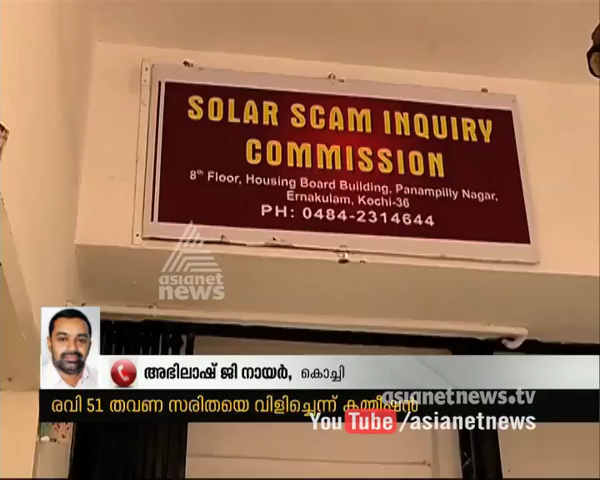 SOLAR SCAM INQUIRY
COMMISSION
8th Floor, Housing Board Building, Panampilly Nagar,
Ernakulam, Kochi-36
PH: 0484-2314644
asianet
news
അഭിലാഷ് ജി നായർ, കൊച്ചി
രവി 51 തവണ സരിതയെ വിളിച്ചെന്ന് കമ്മീഷൻ
asianetnews.tv
YouTube/asianetnews